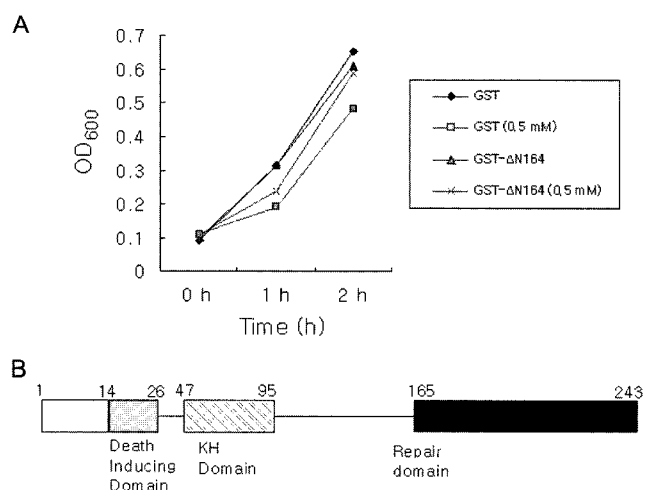 A
0.7
0.6
0.5
0.4
0.3
0.2
0.1
0
OD600
0 h 1 h 2 h
Time (h)
GST
GST (0.5 mM)
GST-ΔN164
GST-ΔN164 (0.5 mM)
B
1 14 26 47 95 165 243
Death
Inducing
Domain
KH
Domain
Repair
domain